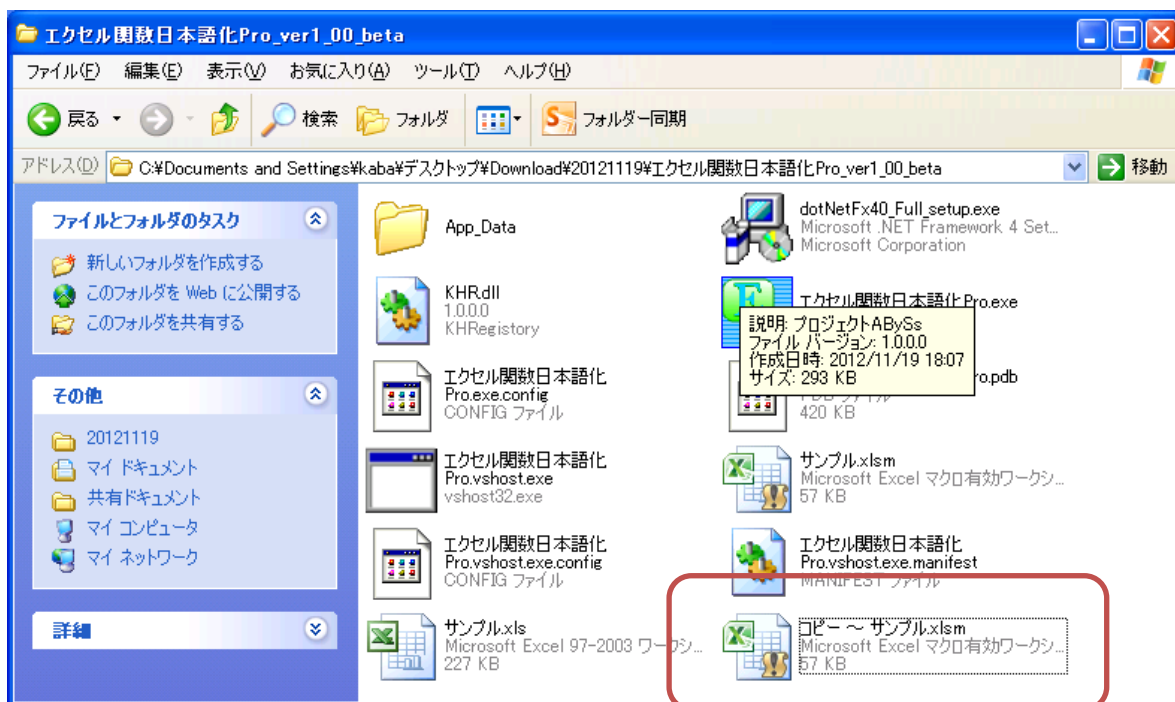 エクセル関数日本語化Pro_ver1_00_beta
ファイル(F) 編集(E) 表示(V) お気に入り(A) ツール(T) ヘルプ(H)
戻る 検索 フォルダ フォルダー同期
アドレス(D) C:¥Documents and Settings¥kaba¥デスクトップ¥Download¥20121119¥エクセル関数日本語化Pro_ver1_00_beta 移動
ファイルとフォルダのタスク
新しいフォルダを作成する
このフォルダを Web に公開する
このフォルダを共有する
その他
20121119
マイ ドキュメント
共有ドキュメント
マイ コンピュータ
マイ ネットワーク
詳細
App_Data
dotNetFx40_Full_setup.exe
Microsoft .NET Framework 4 Set...
Microsoft Corporation
KHR.dll
1.0.0.0
KHRegistory
エクセル関数日本語化Pro.exe
説明: プロジェクトABySs
ファイル バージョン: 1.0.0.0
作成日時: 2012/11/19 18:07
サイズ: 293 KB
エクセル関数日本語化
Pro.exe.config
CONFIG ファイル
ro.pdb
PDB ファイル
420 KB
エクセル関数日本語化
Pro.vshost.exe
vshost32.exe
サンプル.xlsm
Microsoft Excel マクロ有効ワークシ...
57 KB
エクセル関数日本語化
Pro.vshost.exe.config
CONFIG ファイル
エクセル関数日本語化
Pro.vshost.exe.manifest
MANIFEST ファイル
サンプル.xls
Microsoft Excel 97-2003 ワークシ...
227 KB
コピー ～ サンプル.xlsm
Microsoft Excel マクロ有効ワークシ...
57 KB